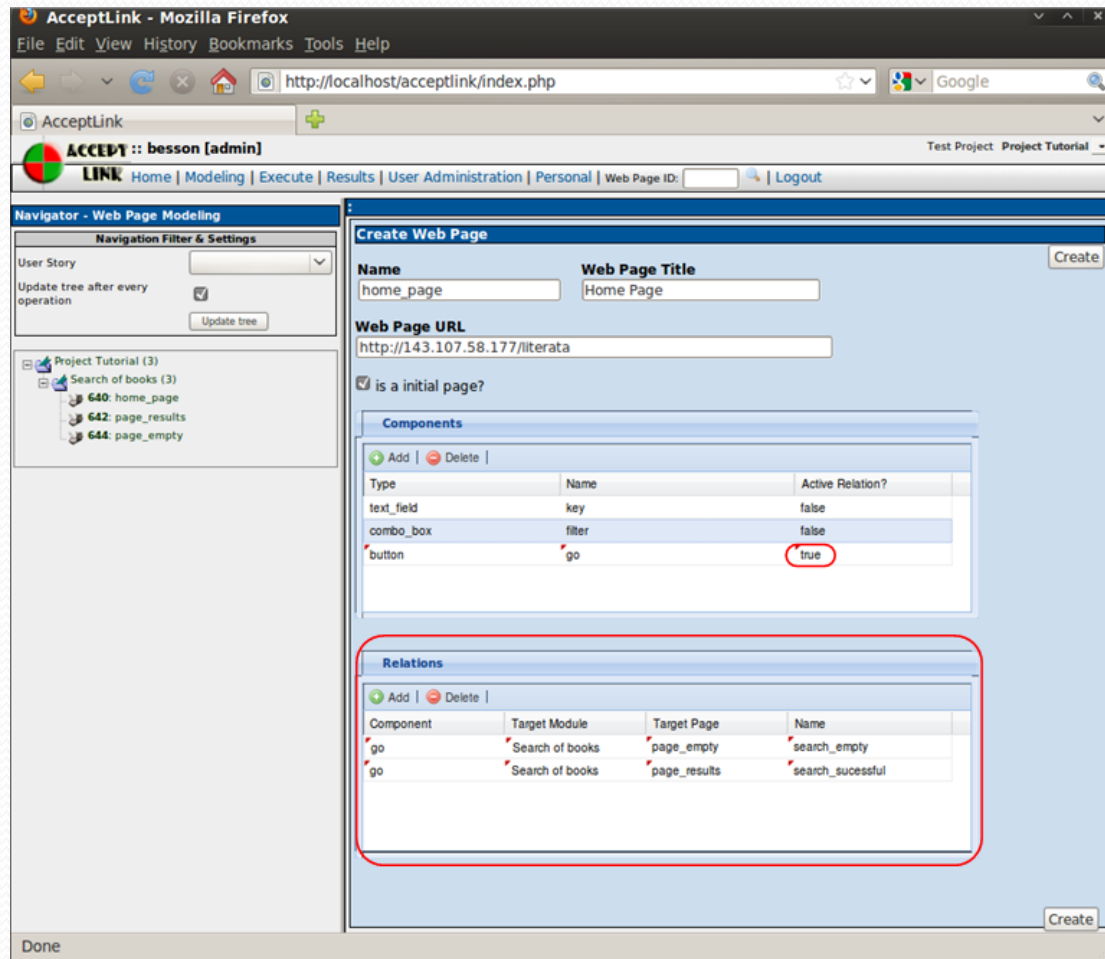 AcceptLink - Mozilla Firefox
File Edit View History Bookmarks Tools Help
http://localhost/acceptlink/index.php
Google
AcceptLink
ACCEPT LINK
:: besson [admin]
Test Project Project Tutorial
Home | Modeling | Execute | Results | User Administration | Personal | Web Page ID: | Logout
Navigator - Web Page Modeling
Navigation Filter & Settings
User Story
Update tree after every
operation
Update tree
Project Tutorial (3)
Search of books (3)
640: home_page
642: page_results
644: page_empty
:
Create Web Page
Create
Name Web Page Title
home_page Home Page
Web Page URL
http://143.107.58.177/literata
is a initial page?
Components
Add | Delete |
Type Name Active Relation?
text_field key false
combo_box filter false
button go true
Relations
Add | Delete |
Component Target Module Target Page Name
go Search of books page_empty search_empty
go Search of books page_results search_sucessful
Create
Done